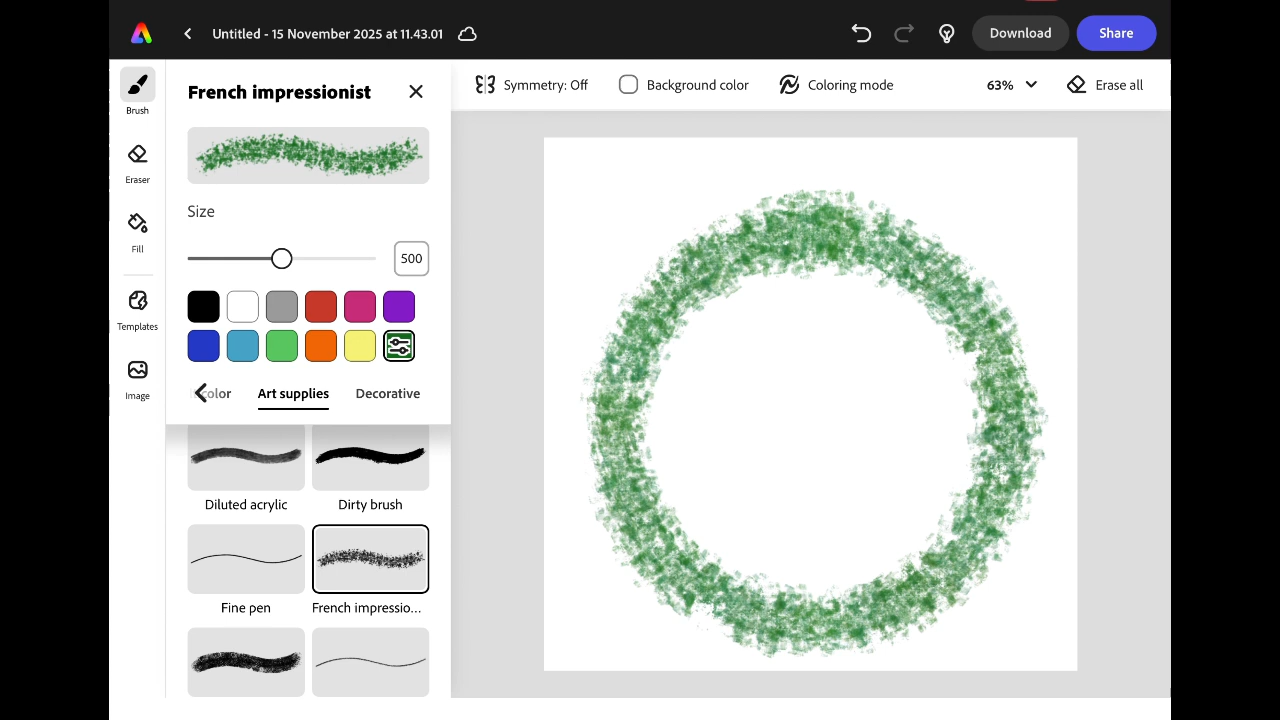 Untitled - 15 November 2025 at 11.43.01
Download
Share
Brush
Eraser
Fill
Templates
Image
French impressionist
Size
500
color
Art supplies
Decorative
Diluted acrylic
Dirty brush
Fine pen
French impressio...
Symmetry: Off
Background color
Coloring mode
63%
Erase all